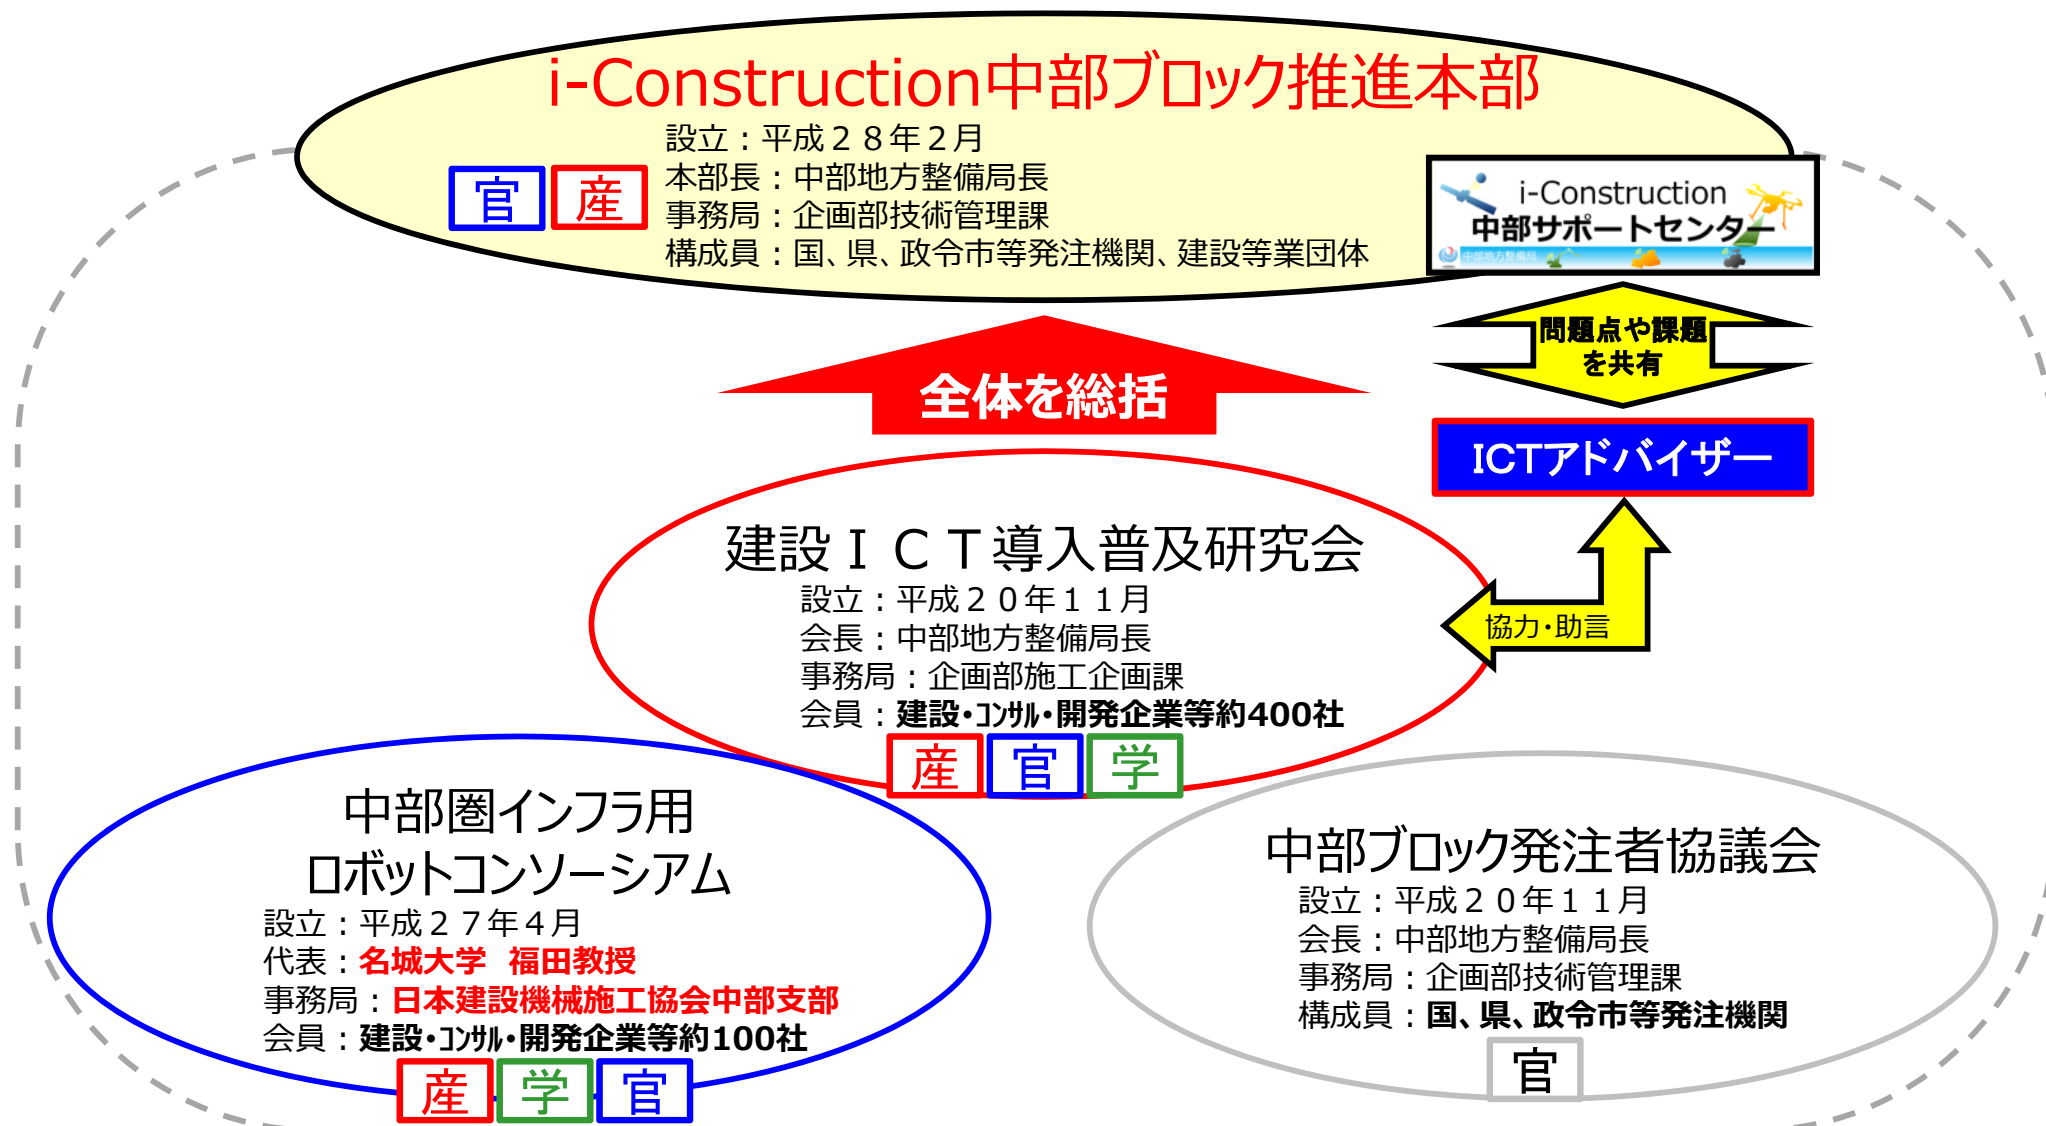 i-Construction中部ブロック推進本部
設立：平成２８年２月
本部長：中部地方整備局長
事務局：企画部技術管理課
構成員：国、県、政令市等発注機関、建設等業団体
官 産
i-Construction
中部サポートセンター
中部地方整備局
問題点や課題
を共有
全体を総括
ICTアドバイザー
建設ＩＣＴ導入普及研究会
設立：平成２０年１１月
会長：中部地方整備局長
事務局：企画部施工企画課
会員：建設・ｺﾝｻﾙ・開発企業等約400社
産 官 学
協力・助言
中部圏インフラ用
ロボットコンソーシアム
設立：平成２７年４月
代表：名城大学　福田教授
事務局：日本建設機械施工協会中部支部
会員：建設・ｺﾝｻﾙ・開発企業等約100社
産 学 官
中部ブロック発注者協議会
設立：平成２０年１１月
会長：中部地方整備局長
事務局：企画部技術管理課
構成員：国、県、政令市等発注機関
官